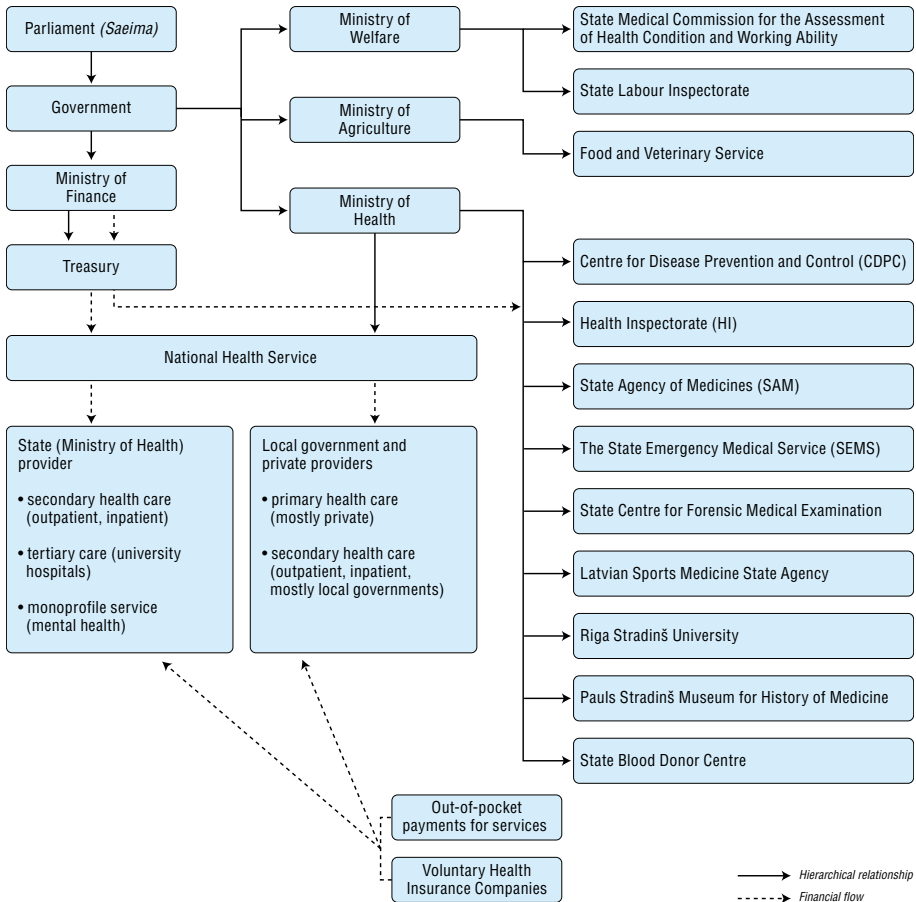 Parliament (Saeima)
Government
Ministry of
Finance
Treasury
National Health Service
State (Ministry of Health)
provider
• secondary health care
(outpatient, inpatient)
• tertiary care (university
hospitals)
• monoprofile service
(mental health)
Local government and
private providers
• primary health care
(mostly private)
• secondary health care
(outpatient, inpatient,
mostly local governments)
Ministry of
Welfare
Ministry of
Agriculture
Ministry of
Health
State Medical Commission for the Assessment
of Health Condition and Working Ability
State Labour Inspectorate
Food and Veterinary Service
Centre for Disease Prevention and Control (CDPC)
Health Inspectorate (HI)
State Agency of Medicines (SAM)
The State Emergency Medical Service (SEMS)
State Centre for Forensic Medical Examination
Latvian Sports Medicine State Agency
Riga Stradinš University
Pauls Stradinš Museum for History of Medicine
State Blood Donor Centre
Out-of-pocket
payments for services
Voluntary Health
Insurance Companies
Hierarchical relationship
Financial flow